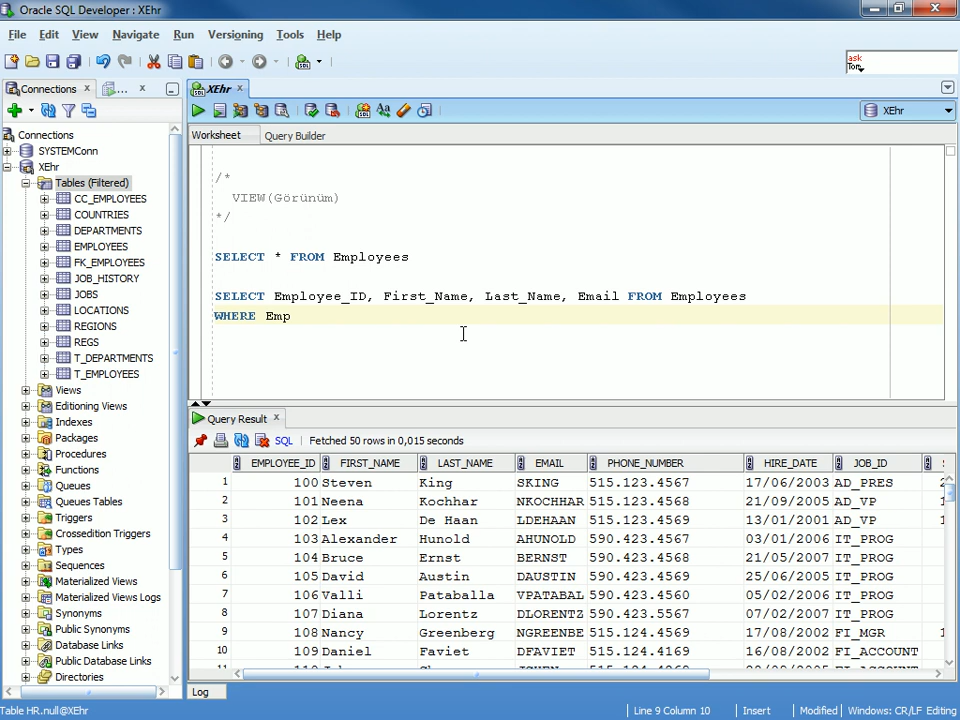 Oracle SQL Developer : XEhr
File Edit View Navigate Run Versioning Tools Help
ask
Tom
Connections
...
XEhr
XEhr
Worksheet Query Builder
Connections
SYSTEMConn
XEhr
Tables (Filtered)
CC_EMPLOYEES
COUNTRIES
DEPARTMENTS
EMPLOYEES
FK_EMPLOYEES
JOB_HISTORY
JOBS
LOCATIONS
REGIONS
REGS
T_DEPARTMENTS
T_EMPLOYEES
Views
Editioning Views
Indexes
Packages
Procedures
Functions
Queues
Queues Tables
Triggers
Crossedition Triggers
Types
Sequences
Materialized Views
Materialized Views Logs
Synonyms
Public Synonyms
Database Links
Public Database Links
Directories
/*
VIEW(Görünüm)
*/
SELECT * FROM Employees
SELECT Employee_ID, First_Name, Last_Name, Email FROM Employees
WHERE Emp
Query Result
SQL Fetched 50 rows in 0,015 seconds
EMPLOYEE_ID FIRST_NAME LAST_NAME EMAIL PHONE_NUMBER HIRE_DATE JOB_ID S
1 100 Steven King SKING 515.123.4567 17/06/2003 AD_PRES 2
2 101 Neena Kochhar NKOCHHAR 515.123.4568 21/09/2005 AD_VP 1
3 102 Lex De Haan LDEHAAN 515.123.4569 13/01/2001 AD_VP 1
4 103 Alexander Hunold AHUNOLD 590.423.4567 03/01/2006 IT_PROG
5 104 Bruce Ernst BERNST 590.423.4568 21/05/2007 IT_PROG
6 105 David Austin DAUSTIN 590.423.4569 25/06/2005 IT_PROG
7 106 Valli Pataballa VPATABAL 590.423.4560 05/02/2006 IT_PROG
8 107 Diana Lorentz DLORENTZ 590.423.5567 07/02/2007 IT_PROG
9 108 Nancy Greenberg NGREENBE 515.124.4569 17/08/2002 FI_MGR 1
10 109 Daniel Faviet DFAVIET 515.124.4169 16/08/2002 FI_ACCOUNT
Log
Table HR.null@XEhr Line 9 Column 10 Insert Modified Windows: CR/LF Editing